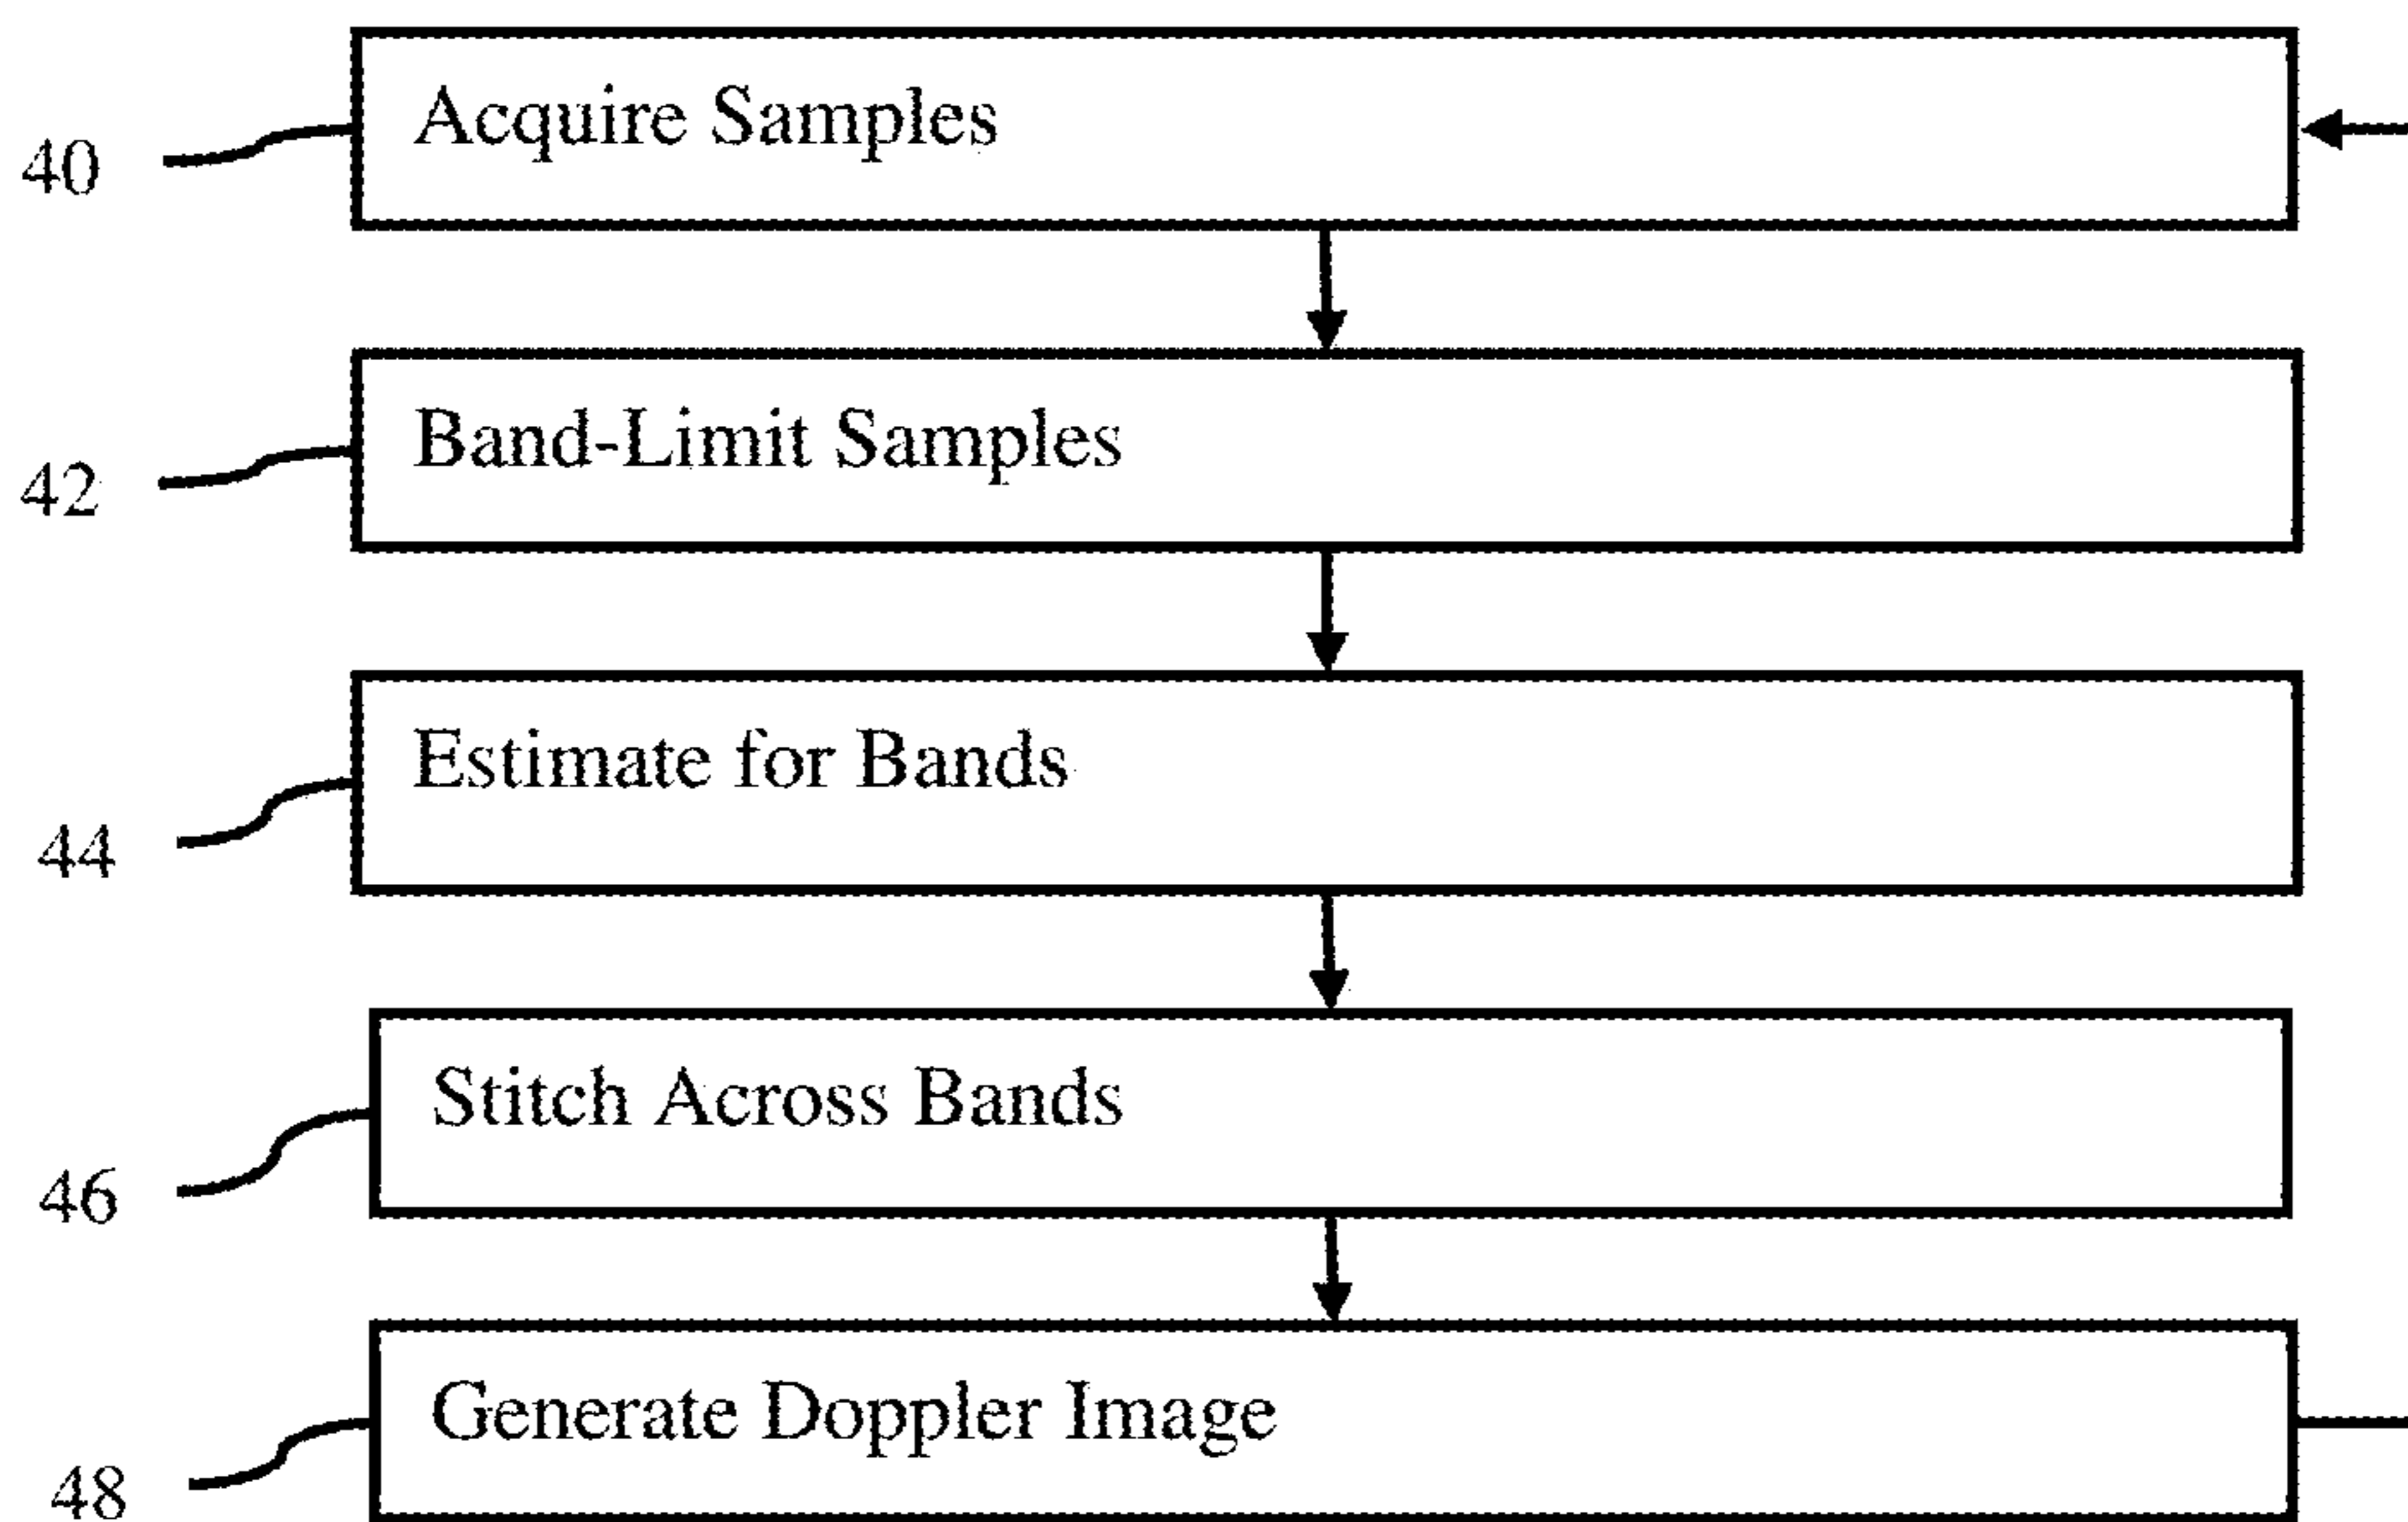 Acquire Samples
40
Band-Limit Samples
42
Estimate for Bands
44
Stitch Across Bands
46
Generate Doppler Image
48